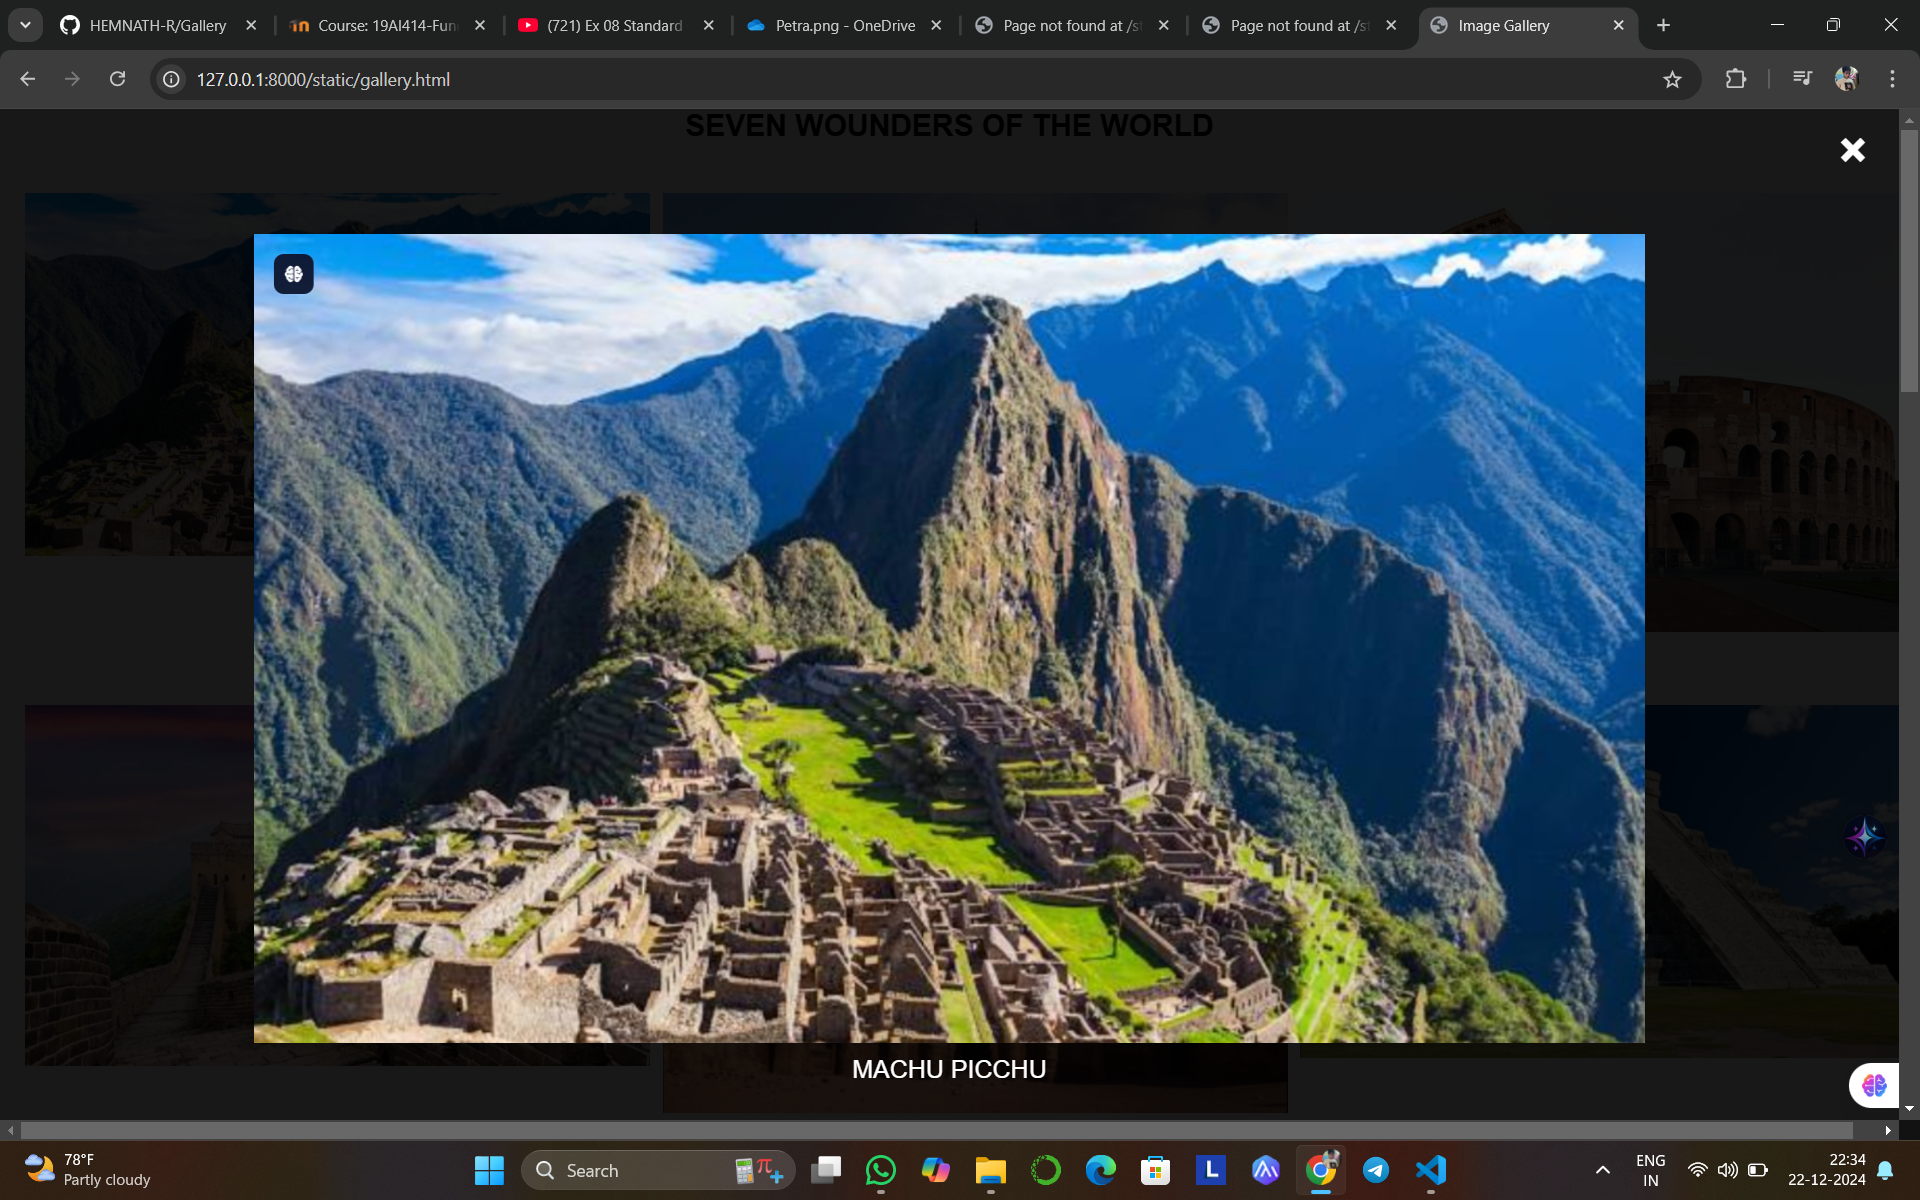 HEMNATH-R/Gallery
Course: 19AI414-Fun
(721) Ex 08 Standard
Petra.png - OneDrive
Page not found at /st
Page not found at /st
Image Gallery
127.0.0.1:8000/static/gallery.html
SEVEN WOUNDERS OF THE WORLD
MACHU PICCHU
78°F
Partly cloudy
Search
L
ENG
IN
22:34
22-12-2024